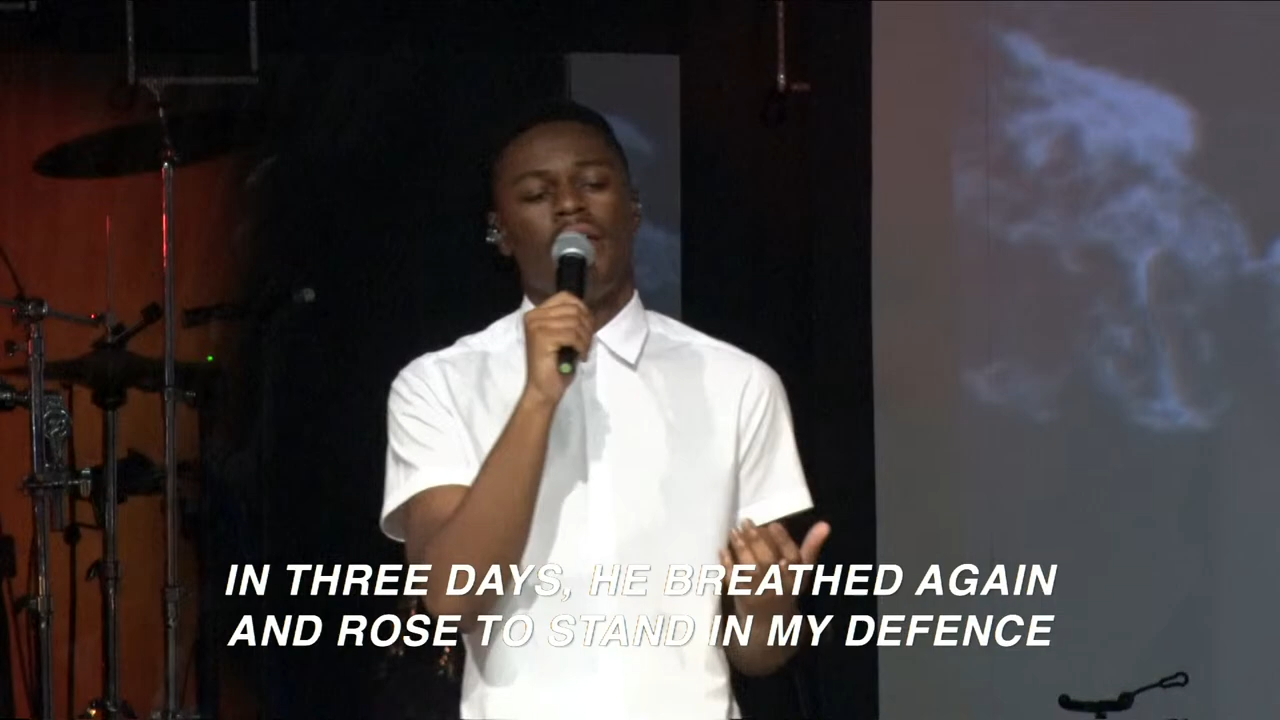 IN THREE DAYS, HE BREATHED AGAIN
AND ROSE TO STAND IN MY DEFENCE